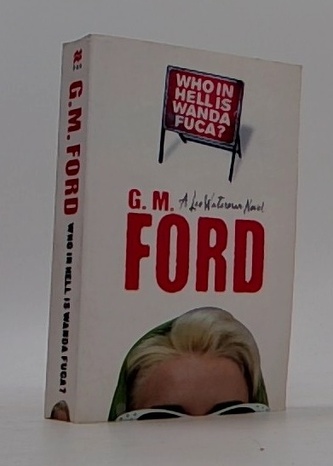 WHO IN
HELL IS
WANDA
FUCA?
G. M. A Leo Waterman Novel
FORD
G.M. FORD WHO IN HELL IS WANDA FUCA?